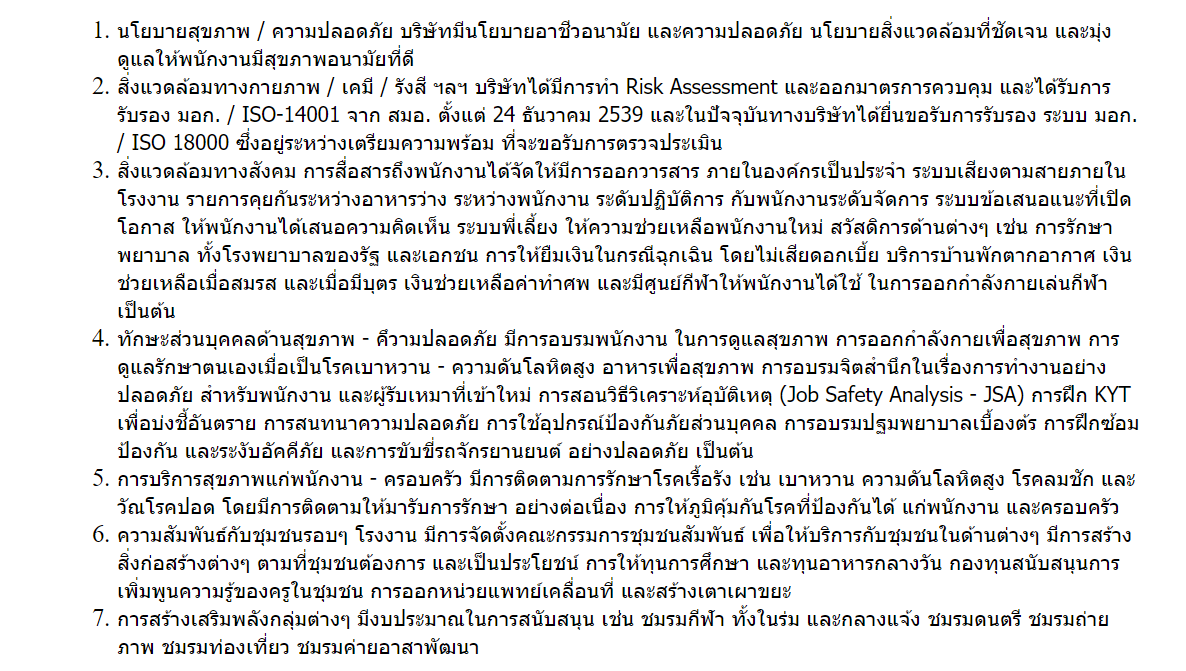 1. นโยบายสุขภาพ / ความปลอดภัย บริษัทมีนโยบายอาชีวอนามัย และความปลอดภัย นโยบายสิ่งแวดล้อมที่ชัดเจน และมุ่ง
ดูแลให้พนักงานมีสุขภาพอนามัยที่ดี
2. สิ่งแวดล้อมทางกายภาพ / เคมี / รังสี ฯลฯ บริษัทได้มีการทำ Risk Assessment และออกมาตรการควบคุม และได้รับการ
รับรอง มอก. / ISO-14001 จาก สมอ. ตั้งแต่ 24 ธันวาคม 2539 และในปัจจุบันทางบริษัทได้ยื่นขอรับการรับรอง ระบบ มอก.
/ ISO 18000 ซึ่งอยู่ระหว่างเตรียมความพร้อม ที่จะขอรับการตรวจประเมิน
3. สิ่งแวดล้อมทางสังคม การสื่อสารถึงพนักงานได้จัดให้มีการออกวารสาร ภายในองค์กรเป็นประจำ ระบบเสียงตามสายภายใน
โรงงาน รายการคุยกันระหว่างอาหารว่าง ระหว่างพนักงาน ระดับปฏิบัติการ กับพนักงานระดับจัดการ ระบบข้อเสนอแนะที่เปิด
โอกาส ให้พนักงานได้เสนอความคิดเห็น ระบบพี่เลี้ยง ให้ความช่วยเหลือพนักงานใหม่ สวัสดิการด้านต่างๆ เช่น การรักษา
พยาบาล ทั้งโรงพยาบาลของรัฐ และเอกชน การให้ยืมเงินในกรณีฉุกเฉิน โดยไม่เสียดอกเบี้ย บริการบ้านพักตากอากาศ เงิน
ช่วยเหลือเมื่อสมรส และเมื่อมีบุตร เงินช่วยเหลือค่าทำศพ และมีศูนย์กีฬาให้พนักงานได้ใช้ ในการออกกำลังกายเล่นกีฬา
เป็นต้น
4. ทักษะส่วนบุคคลด้านสุขภาพ - คึวามปลอดภัย มีการอบรมพนักงาน ในการดูแลสุขภาพ การออกกำลังกายเพื่อสุขภาพ การ
ดูแลรักษาตนเองเมื่อเป็นโรคเบาหวาน - ความดันโลหิตสูง อาหารเพื่อสุขภาพ การอบรมจิตสำนึกในเรื่องการทำงานอย่าง
ปลอดภัย สำหรับพนักงาน และผู้รับเหมาที่เข้าใหม่ การสอนวิธีวิเคราะห์อุบัติเหตุ (Job Safety Analysis - JSA) การฝึก KYT
เพื่อบ่งชี้อันตราย การสนทนาความปลอดภัย การใช้อุปกรณ์ป้องกันภัยส่วนบุคคล การอบรมปฐมพยาบาลเบื้องตัร การฝึกซ้อม
ป้องกัน และระงับอัคคีภัย และการขับขี่รถจักรยานยนต์ อย่างปลอดภัย เป็นต้น
5. การบริการสุขภาพแก่พนักงาน - ครอบครัว มีการติดตามการรักษาโรคเรื้อรัง เช่น เบาหวาน ความดันโลหิตสูง โรคลมชัก และ
วัณโรคปอด โดยมีการติดตามให้มารับการรักษา อย่างต่อเนื่อง การให้ภูมิคุ้มกันโรคที่ป้องกันได้ แก่พนักงาน และครอบครัว
6. ความสัมพันธ์กับชุมชนรอบๆ โรงงาน มีการจัดตั้งคณะกรรมการชุมชนสัมพันธ์ เพื่อให้บริการกับชุมชนในด้านต่างๆ มีการสร้าง
สิ่งก่อสร้างต่างๆ ตามที่ชุมชนต้องการ และเป็นประโยชน์ การให้ทุนการศึกษา และทุนอาหารกลางวัน กองทุนสนับสนุนการ
เพิ่มพูนความรู้ของครูในชุมชน การออกหน่วยแพทย์เคลื่อนที่ และสร้างเตาเผาขยะ
7. การสร้างเสริมพลังกลุ่มต่างๆ มีงบประมาณในการสนับสนุน เช่น ชมรมกีฬา ทั้งในร่ม และกลางแจ้ง ชมรมดนตรี ชมรมถ่าย
ภาพ ชมรมท่องเที่ยว ชมรมค่ายอาสาพัฒนา